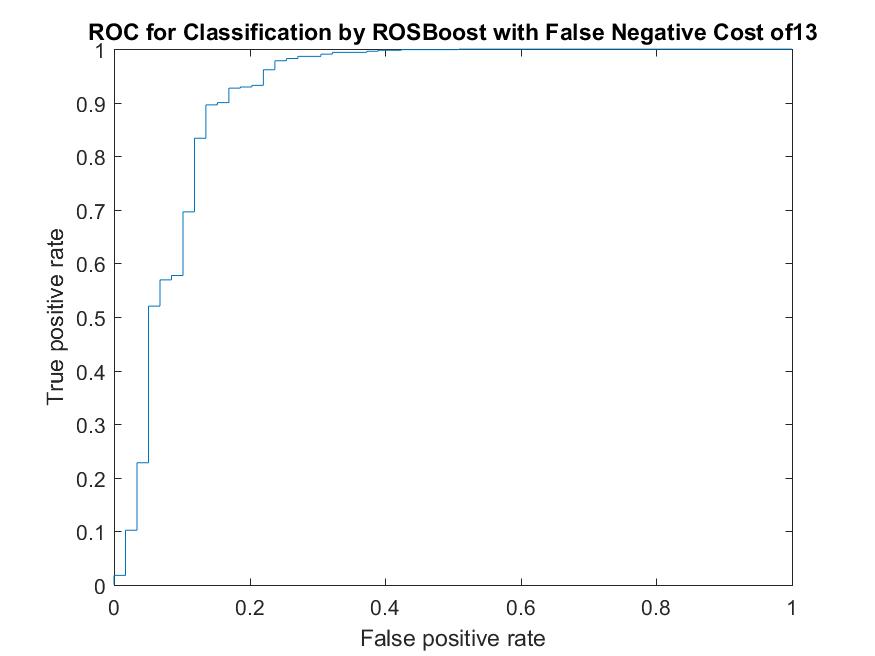 ROC for Classification by ROSBoost with False Negative Cost of13
1
0.9
0.8
0.7
0.6
0.5
0.4
0.3
0.2
0.1
0
True positive rate
0 0.2 0.4 0.6 0.8 1
False positive rate